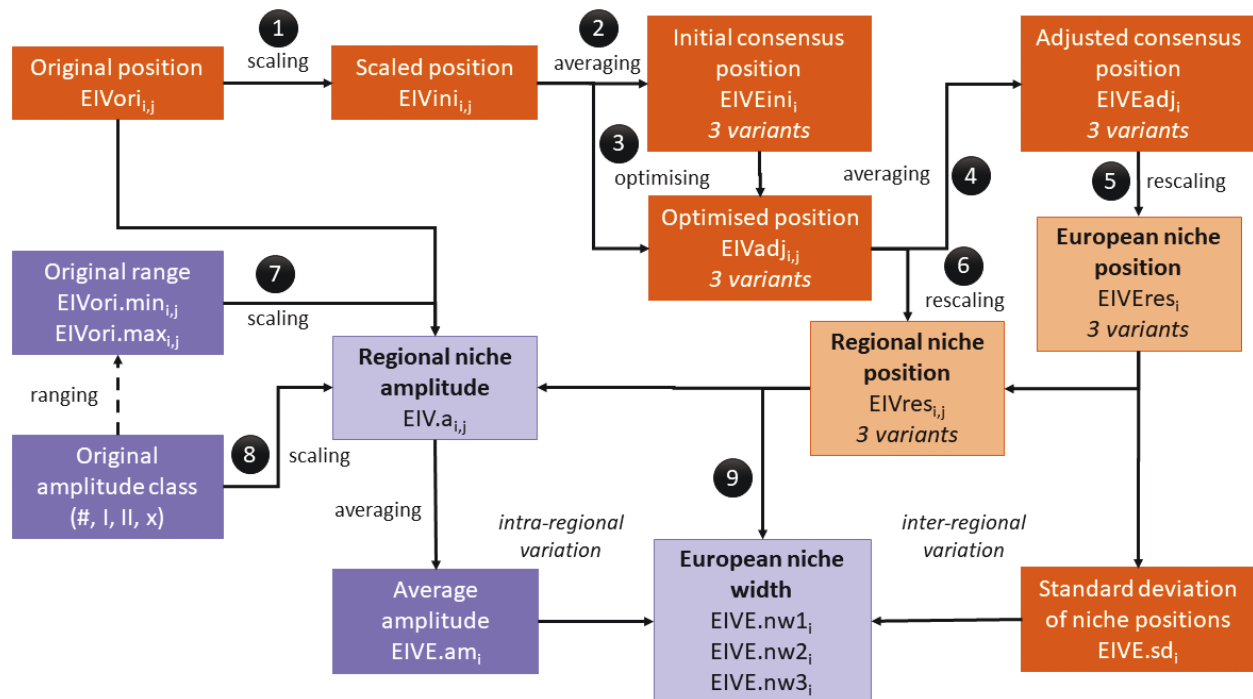 1
scaling
Original position
EIVori i,j
Scaled position
EIVini i,j
2
averaging
Initial consensus
position
EIVEini i
3 variants
Adjusted consensus
position
EIVEadj i
3 variants
3
optimising
averaging
4
5
rescaling
Optimised position
EIVadj i,j
3 variants
6
rescaling
European niche
position
EIVEres i
3 variants
Original range
EIVori.min i,j
EIVori.max i,j
7
scaling
Regional niche
amplitude
EIV.a i,j
Regional niche
position
EIVres i,j
3 variants
ranging
Original
amplitude class
(#, I, II, x)
8
scaling
9
averaging
intra-regional
variation
inter-regional
variation
Average
amplitude
EIVE.am i
European niche
width
EIVE.nw1 i
EIVE.nw2 i
EIVE.nw3 i
Standard deviation
of niche positions
EIVE.sd i